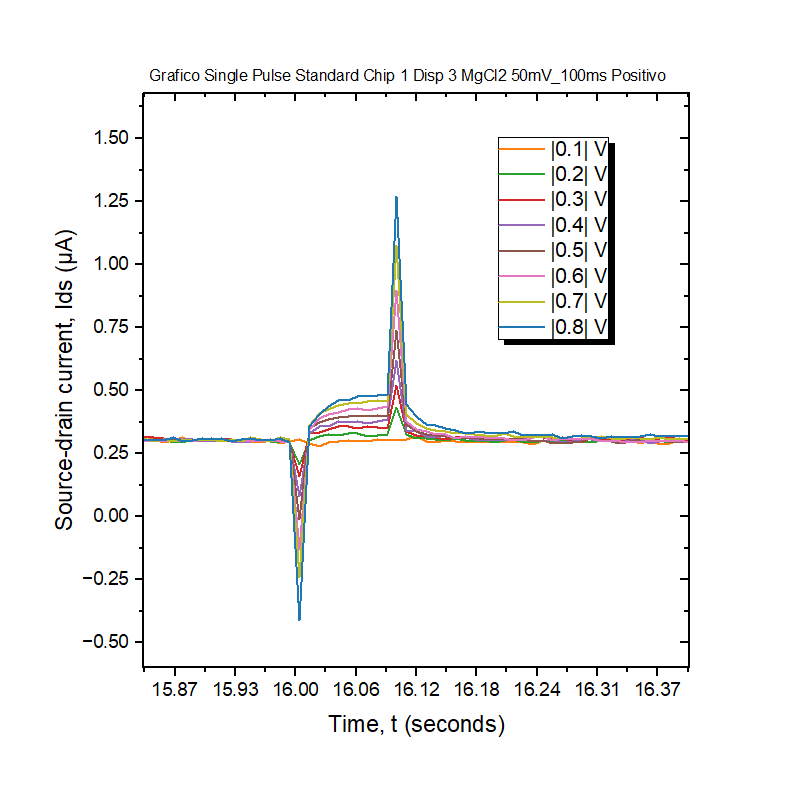 Grafico Single Pulse Standard Chip 1 Disp 3 MgCl2 50mV_100ms Positivo
1.50
1.25
1.00
0.75
0.50
0.25
0.00
−0.25
−0.50
Source-drain current, Ids (μA)
|0.1| V
|0.2| V
|0.3| V
|0.4| V
|0.5| V
|0.6| V
|0.7| V
|0.8| V
15.87 15.93 16.00 16.06 16.12 16.18 16.24 16.31 16.37
Time, t (seconds)